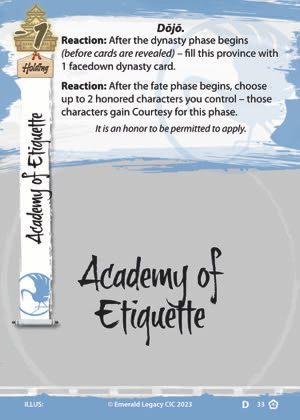 Dōjō.
Reaction: After the dynasty phase begins
(before cards are revealed) – fill this province with
1 facedown dynasty card.
Reaction: After the fate phase begins, choose
up to 2 honored characters you control – those
characters gain Courtesy for this phase.
It is an honor to be permitted to apply.
1
Holding
Academy of Etiquette
Academy of
Etiquette
ILLUS:
© Emerald Legacy CIC 2023
D
33